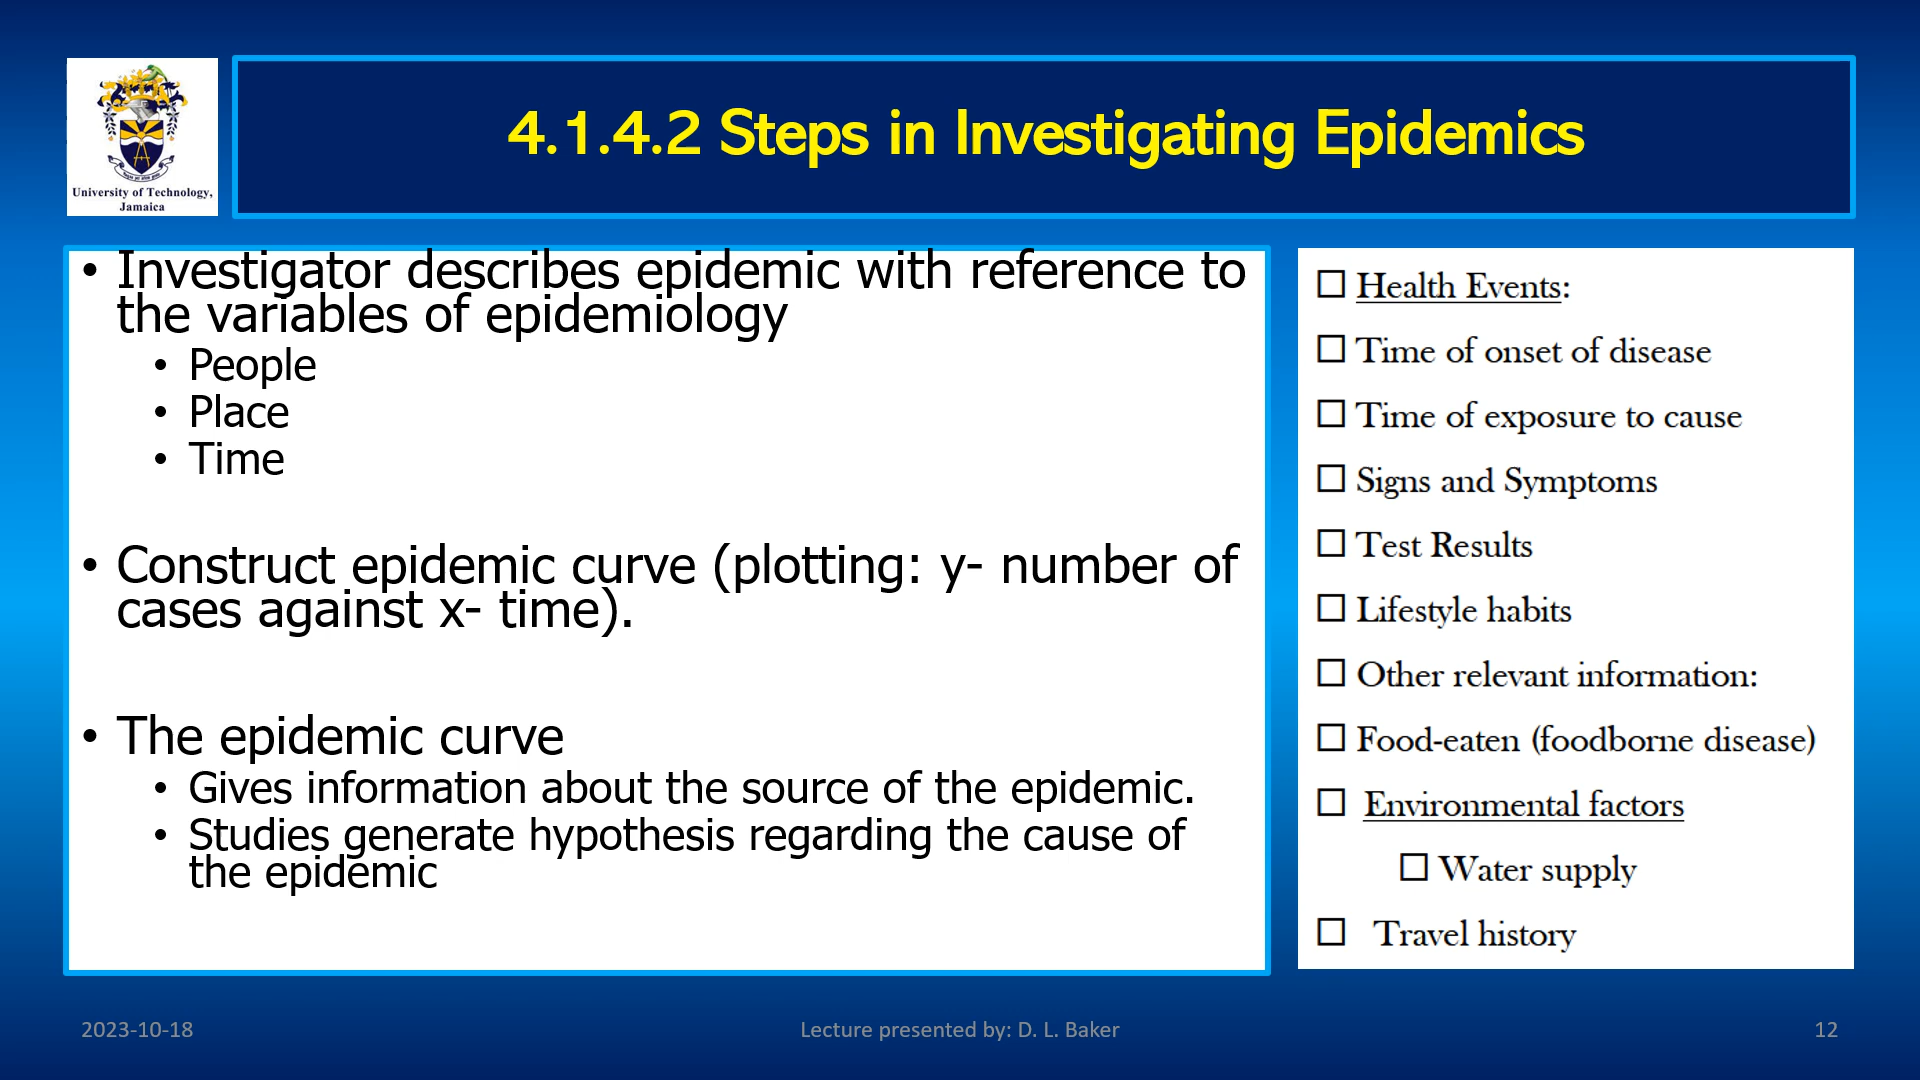 University of Technology,
Jamaica
4.1.4.2 Steps in Investigating Epidemics
• Investigator describes epidemic with reference to
the variables of epidemiology
• People
• Place
• Time
• Construct epidemic curve (plotting: y- number of
cases against x- time).
• The epidemic curve
• Gives information about the source of the epidemic.
• Studies generate hypothesis regarding the cause of
the epidemic
☐ Health Events:
☐ Time of onset of disease
☐ Time of exposure to cause
☐ Signs and Symptoms
☐ Test Results
☐ Lifestyle habits
☐ Other relevant information:
☐ Food-eaten (foodborne disease)
☐ Environmental factors
☐ Water supply
☐ Travel history
2023-10-18
Lecture presented by: D. L. Baker
12